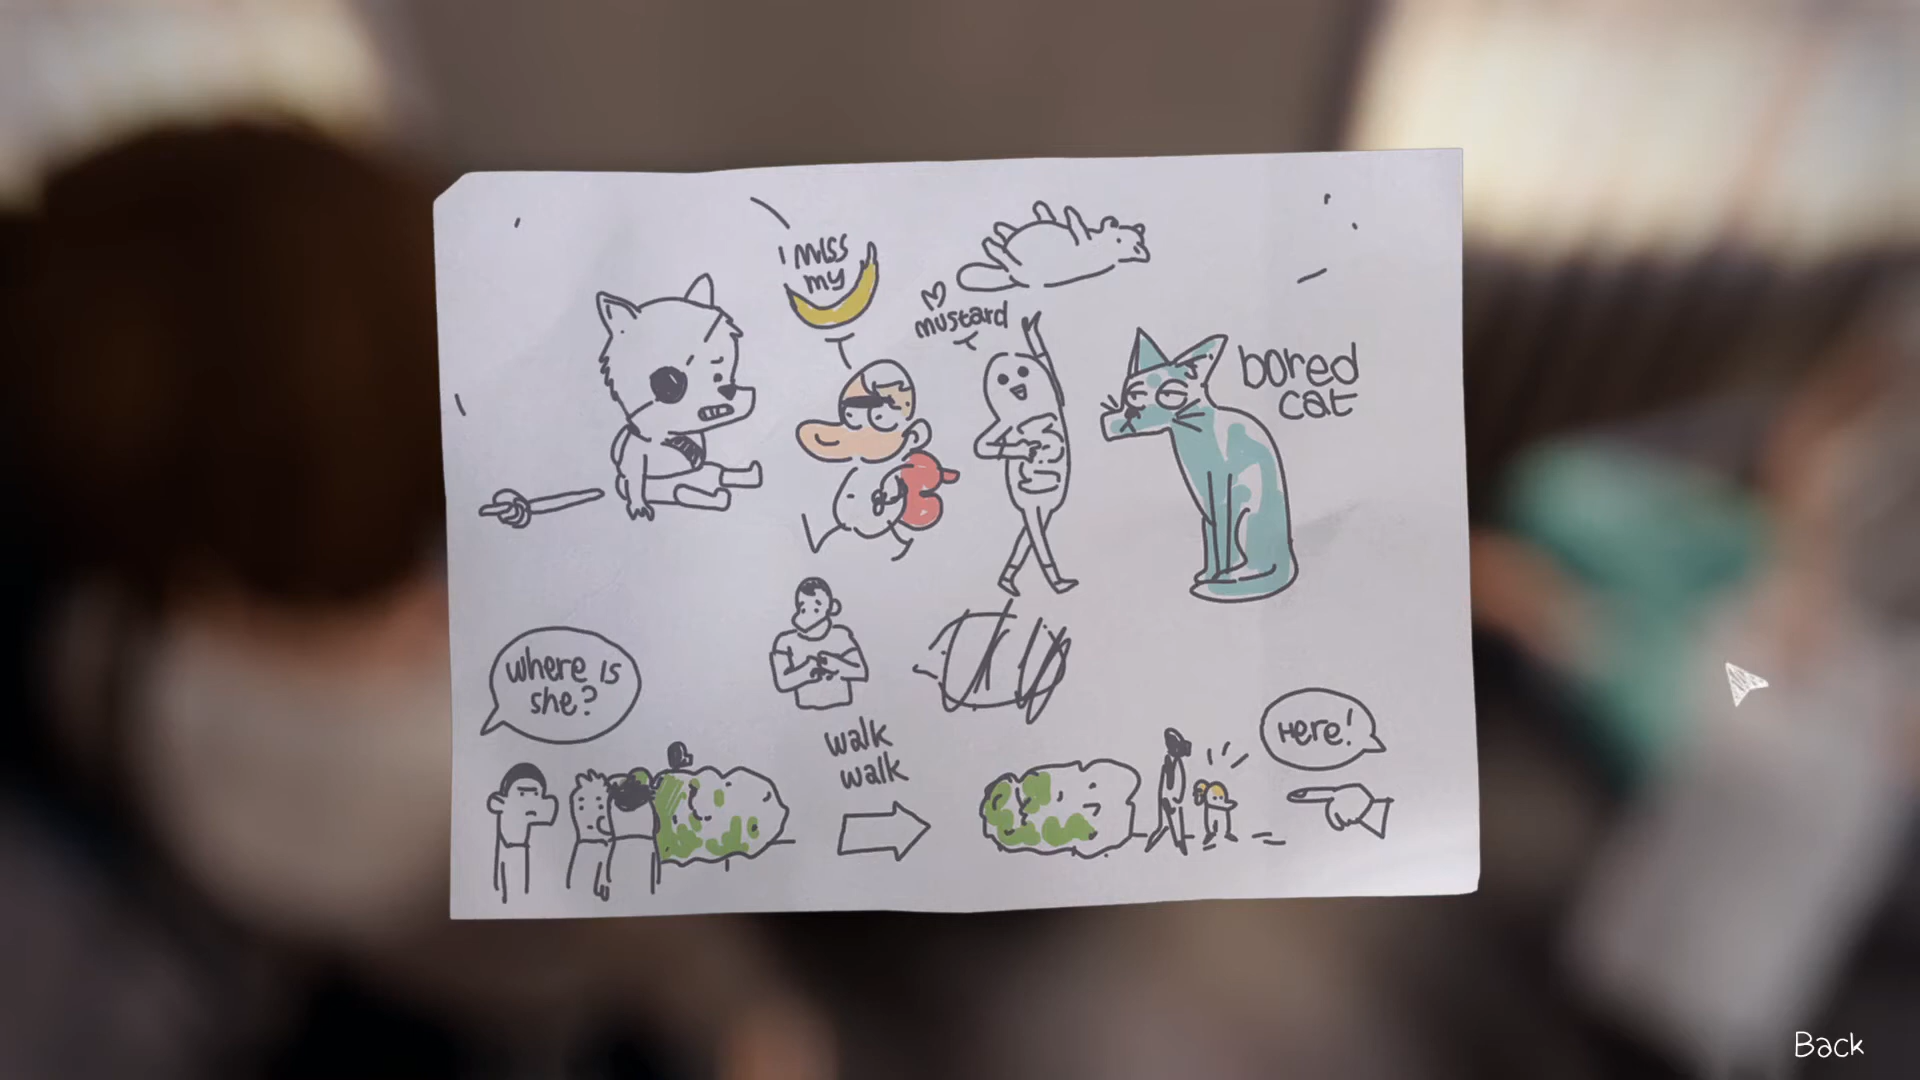 I MISS
my
mustard
bored
cat
where is
she?
walk
walk
Here!
Back